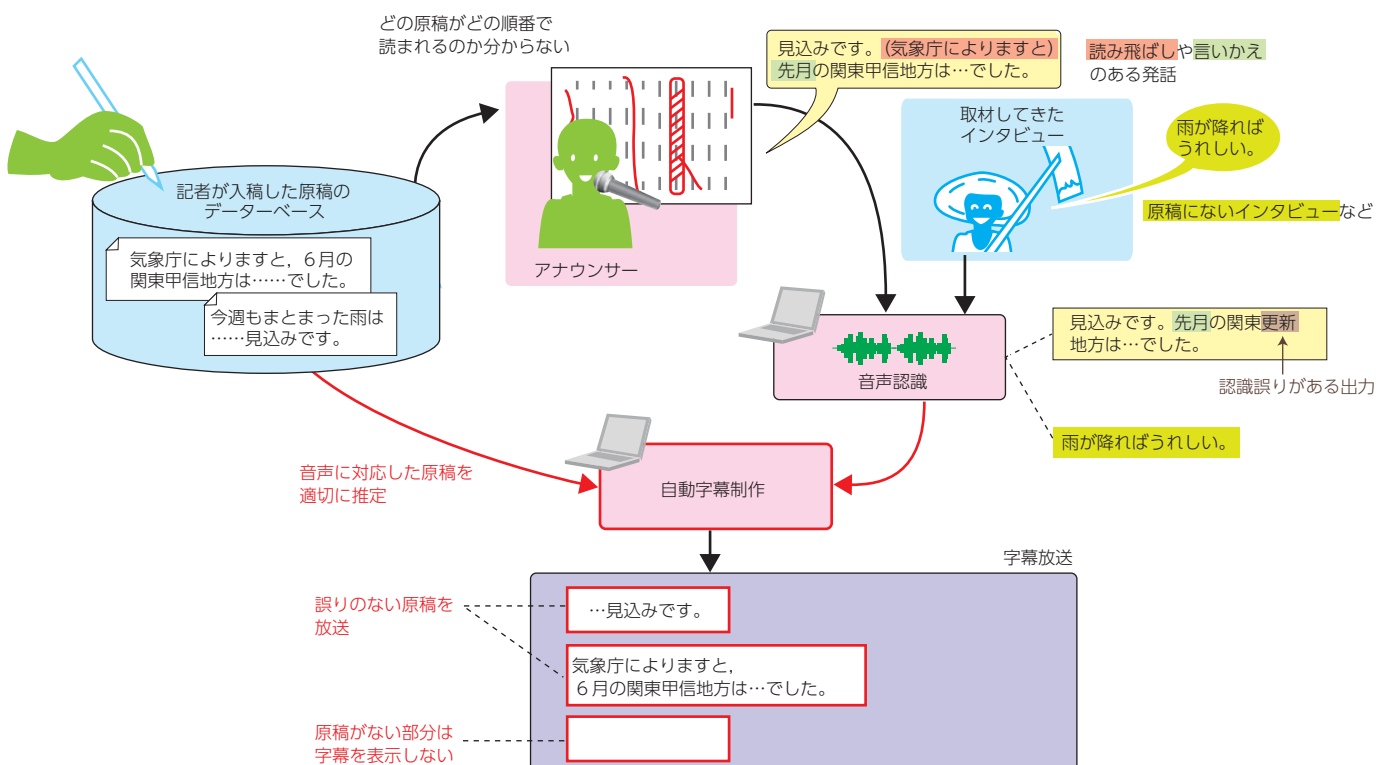 どの原稿がどの順番で
読まれるのか分からない
見込みです。(気象庁によりますと)
先月の関東甲信地方は…でした。
読み飛ばしや言いかえ
のある発話
取材してきた
インタビュー
雨が降れば
うれしい。
原稿にないインタビューなど
記者が入稿した原稿の
データーベース
気象庁によりますと，６月の
関東甲信地方は……でした。
今週もまとまった雨は
……見込みです。
アナウンサー
音声認識
見込みです。先月の関東更新
地方は…でした。
認識誤りがある出力
雨が降ればうれしい。
音声に対応した原稿を
適切に推定
自動字幕制作
字幕放送
誤りのない原稿を
放送
…見込みです。
気象庁によりますと，
６月の関東甲信地方は…でした。
原稿がない部分は
字幕を表示しない